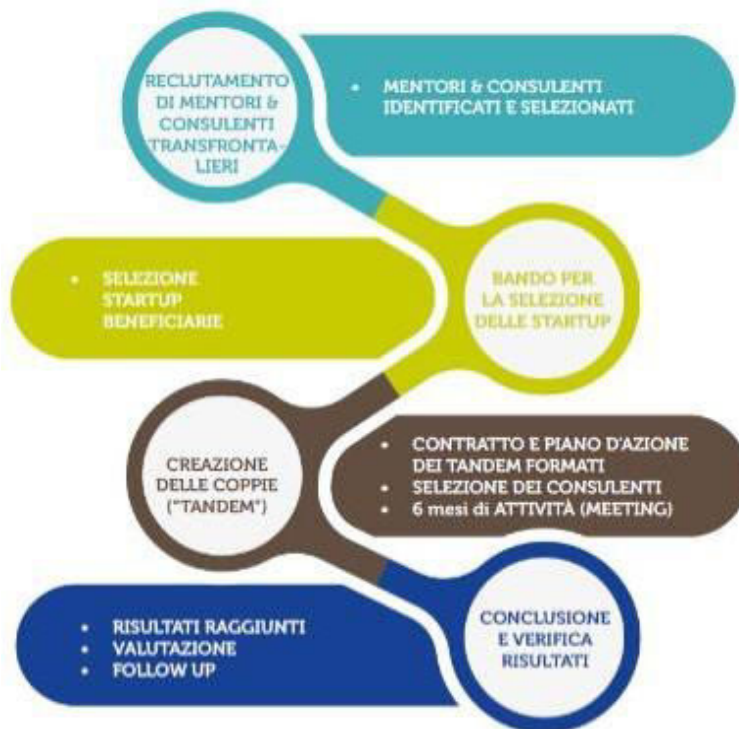 RECLUTAMENTO
DI MENTORI &
CONSULENTI
TRANSFRONTA-
LIERI
• MENTORI & CONSULENTI
IDENTIFICATI E SELEZIONATI
• SELEZIONE
STARTUP
BENEFICIARIE
BANDO PER
LA SELEZIONE
DELLE STARTUP
CREAZIONE
DELLE COPPIE
("TANDEM")
• CONTRATTO E PIANO D'AZIONE
DEI TANDEM FORMATI
• SELEZIONE DEI CONSULENTI
• 6 mesi di ATTIVITÀ (MEETING)
• RISULTATI RAGGIUNTI
• VALUTAZIONE
• FOLLOW UP
CONCLUSIONE
E VERIFICA
RISULTATI